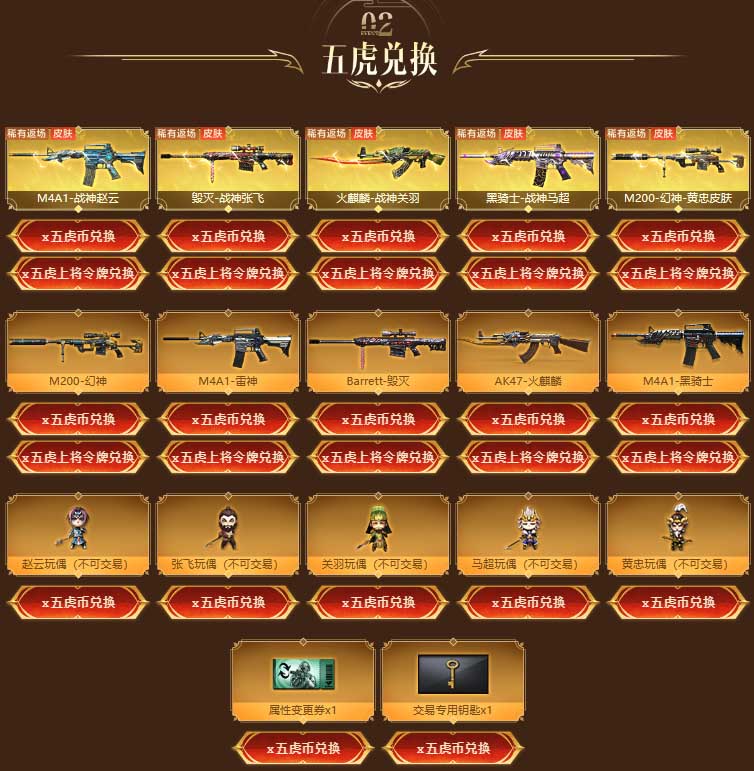 02
五虎兑换
稀有返场 皮肤 稀有返场 皮肤 稀有返场 皮肤 稀有返场 皮肤 稀有返场 皮肤
M4A1-战神赵云 毁灭-战神张飞 火麒麟-战神关羽 黑骑士-战神马超 M200-幻神-黄忠皮肤
x五虎币兑换 x五虎币兑换 x五虎币兑换 x五虎币兑换 x五虎币兑换
x五虎上将令牌兑换 x五虎上将令牌兑换 x五虎上将令牌兑换 x五虎上将令牌兑换 x五虎上将令牌兑换
M200-幻神 M4A1-雷神 Barrett-毁灭 AK47-火麒麟 M4A1-黑骑士
x五虎币兑换 x五虎币兑换 x五虎币兑换 x五虎币兑换 x五虎币兑换
x五虎上将令牌兑换 x五虎上将令牌兑换 x五虎上将令牌兑换 x五虎上将令牌兑换 x五虎上将令牌兑换
赵云玩偶（不可交易） 张飞玩偶（不可交易） 关羽玩偶（不可交易） 马超玩偶（不可交易） 黄忠玩偶（不可交易）
x五虎币兑换 x五虎币兑换 x五虎币兑换 x五虎币兑换 x五虎币兑换
属性变更券x1 交易专用钥匙x1
x五虎币兑换 x五虎币兑换